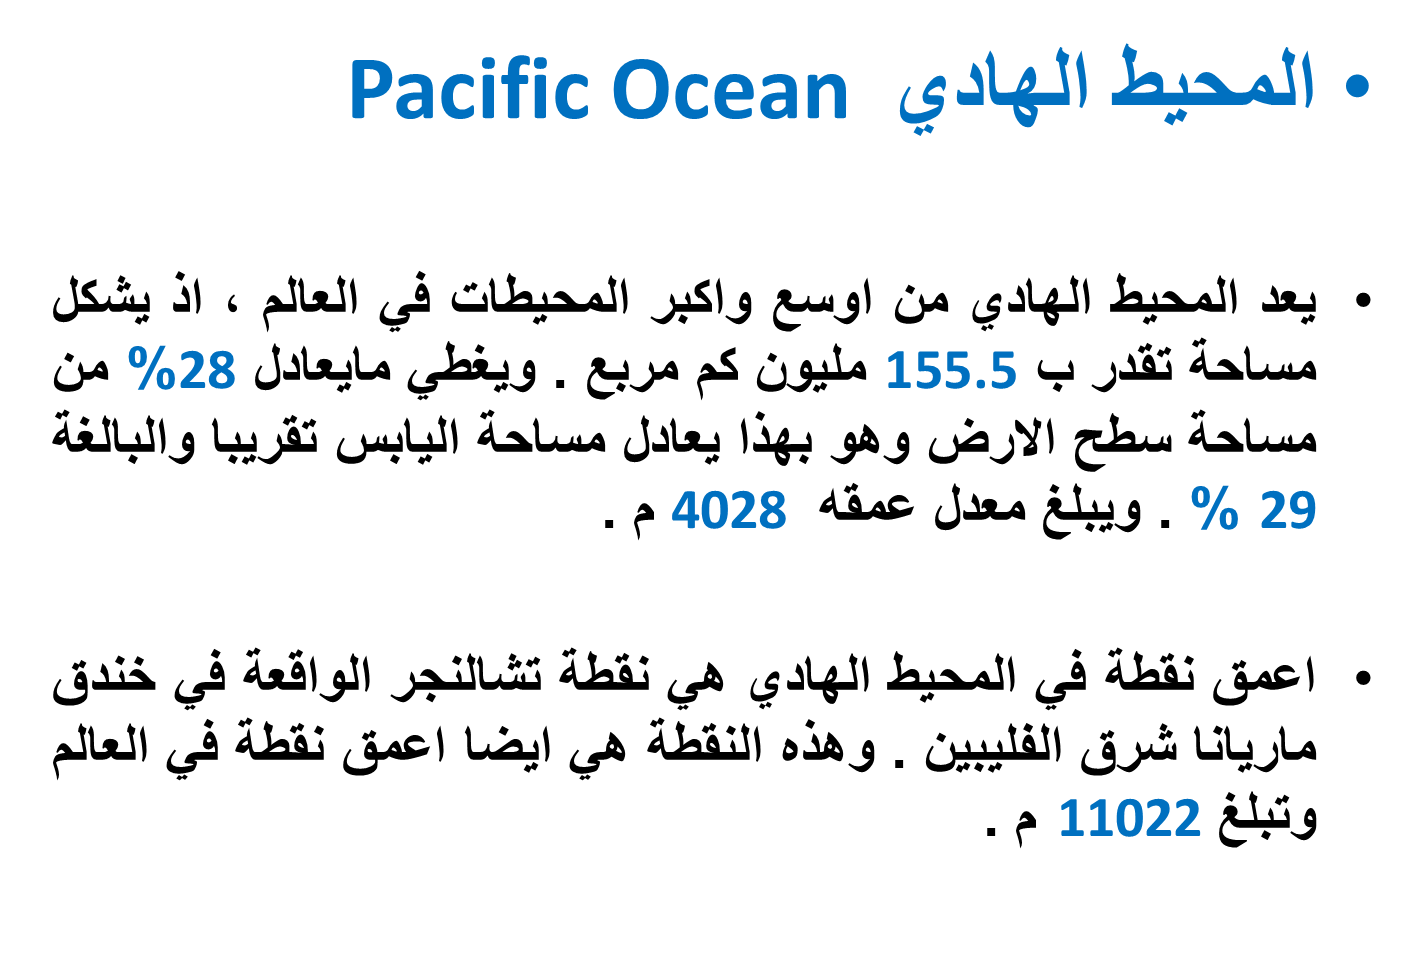 • المحيط الهادي Pacific Ocean
• يعد المحيط الهادي من اوسع واكبر المحيطات في العالم ، اذ يشكل
مساحة تقدر ب 155.5 مليون كم مربع . ويغطي مايعادل 28% من
مساحة سطح الارض وهو بهذا يعادل مساحة اليابس تقريبا والبالغة
29 % . ويبلغ معدل عمقه 4028 م .
• اعمق نقطة في المحيط الهادي هي نقطة تشالنجر الواقعة في خندق
ماريانا شرق الفليبين . وهذه النقطة هي ايضا اعمق نقطة في العالم
وتبلغ 11022 م .